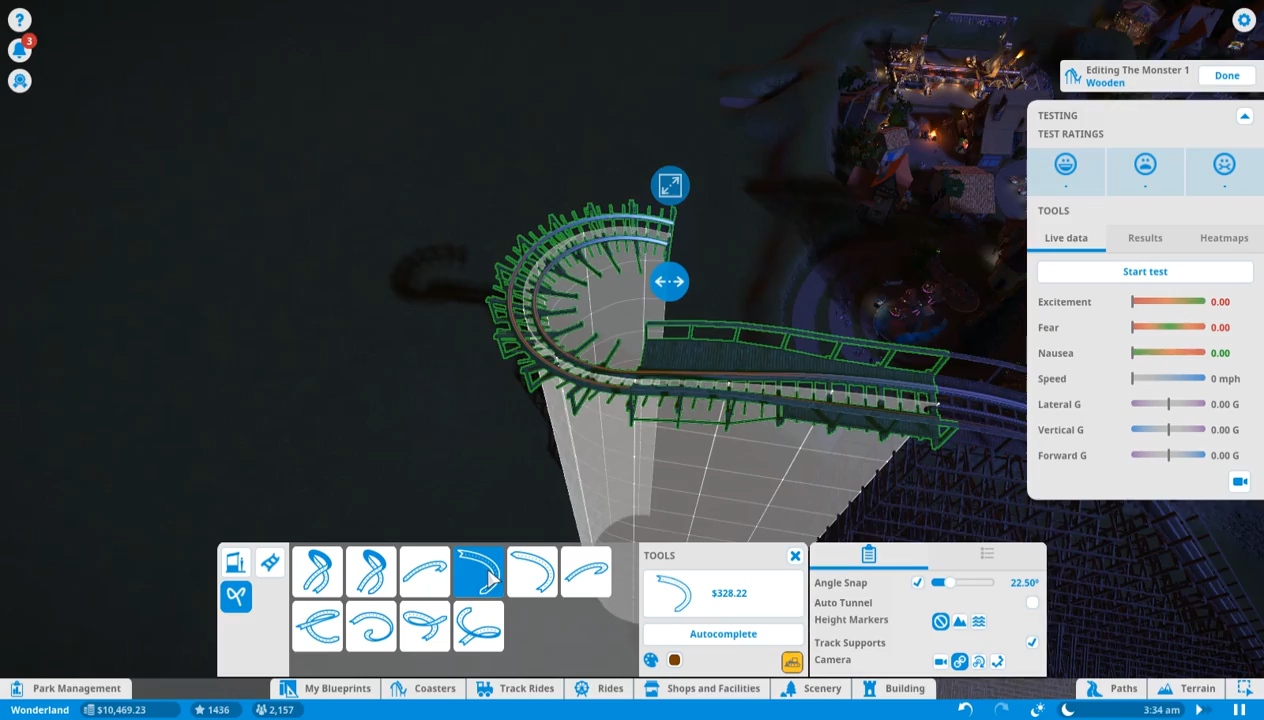 ?
3
Editing The Monster 1
Wooden
Done
TESTING
TEST RATINGS
-
-
-
TOOLS
Live data
Results
Heatmaps
Start test
Excitement
0.00
Fear
0.00
Nausea
0.00
Speed
0 mph
Lateral G
0.00 G
Vertical G
0.00 G
Forward G
0.00 G
TOOLS
$328.22
Autocomplete
Angle Snap
22.50°
Auto Tunnel
Height Markers
Track Supports
Camera
Park Management
My Blueprints
Coasters
Track Rides
Rides
Shops and Facilities
Scenery
Building
Paths
Terrain
Wonderland
$10,469.23
1436
2,157
3:34 am